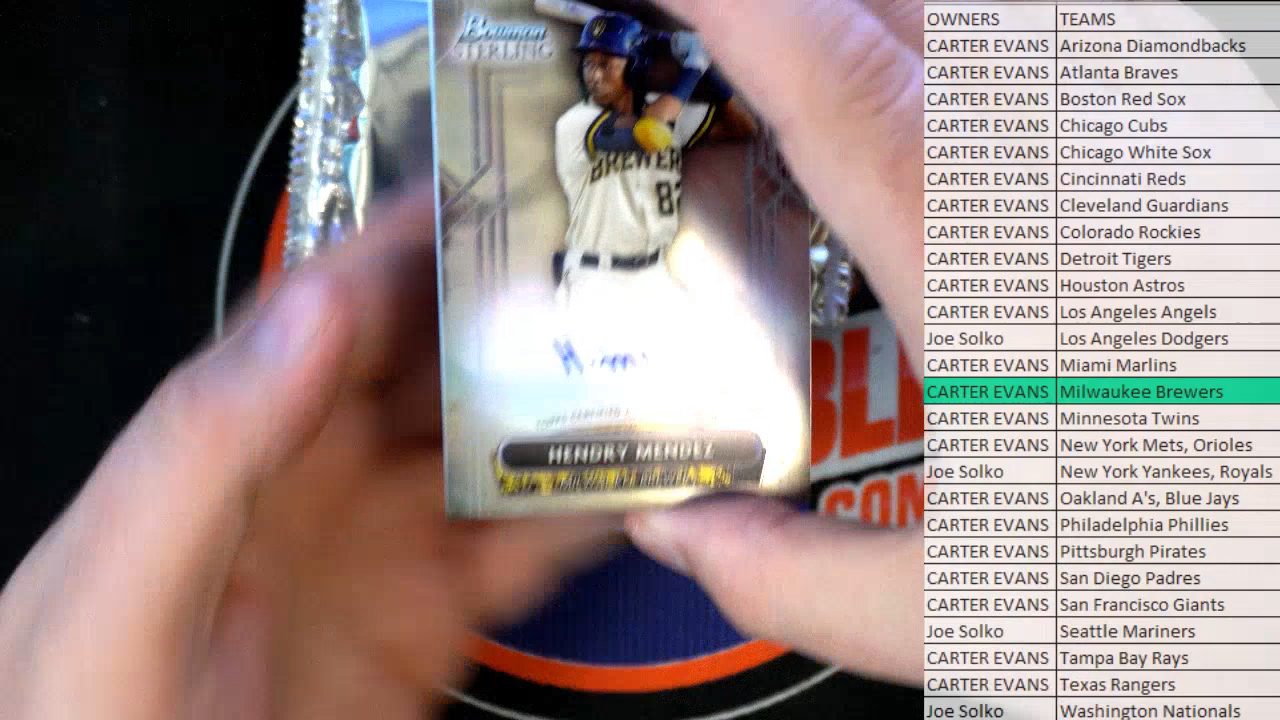 Bowman
STERLING
BREWER
82
HENDRY MENDEZ
COM
OWNERS TEAMS
CARTER EVANS Arizona Diamondbacks
CARTER EVANS Atlanta Braves
CARTER EVANS Boston Red Sox
CARTER EVANS Chicago Cubs
CARTER EVANS Chicago White Sox
CARTER EVANS Cincinnati Reds
CARTER EVANS Cleveland Guardians
CARTER EVANS Colorado Rockies
CARTER EVANS Detroit Tigers
CARTER EVANS Houston Astros
CARTER EVANS Los Angeles Angels
Joe Solko Los Angeles Dodgers
CARTER EVANS Miami Marlins
CARTER EVANS Milwaukee Brewers
CARTER EVANS Minnesota Twins
CARTER EVANS New York Mets, Orioles
Joe Solko New York Yankees, Royals
CARTER EVANS Oakland A's, Blue Jays
CARTER EVANS Philadelphia Phillies
CARTER EVANS Pittsburgh Pirates
CARTER EVANS San Diego Padres
CARTER EVANS San Francisco Giants
Joe Solko Seattle Mariners
CARTER EVANS Tampa Bay Rays
CARTER EVANS Texas Rangers
Joe Solko Washington Nationals